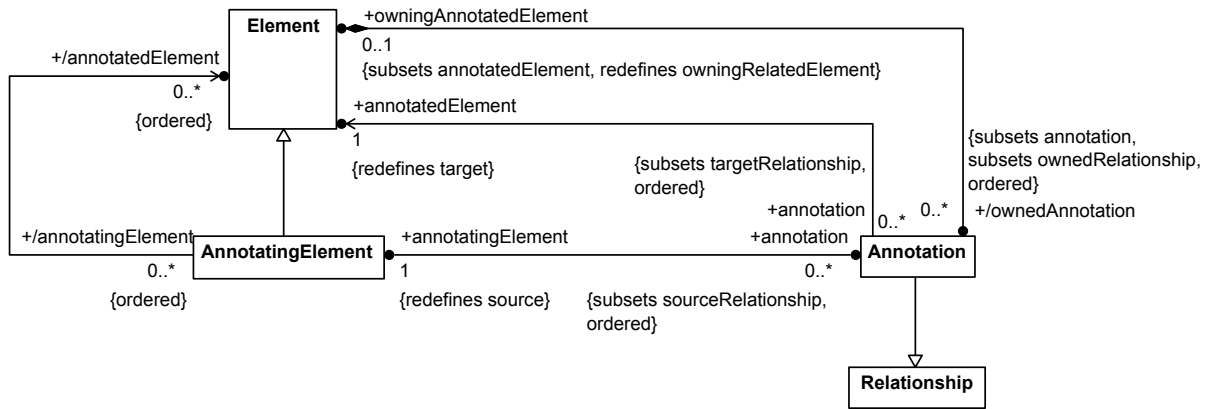 Element
+owningAnnotatedElement
0..1
{subsets annotatedElement, redefines owningRelatedElement}
+/annotatedElement
0..*
{ordered}
+annotatedElement
1
{redefines target}
{subsets targetRelationship,
ordered}
{subsets annotation,
subsets ownedRelationship,
ordered}
+annotation
0..*
0..*
+/ownedAnnotation
+/annotatingElement
0..*
{ordered}
AnnotatingElement
+annotatingElement
1
{redefines source}
+annotation
0..*
{subsets sourceRelationship,
ordered}
Annotation
Relationship